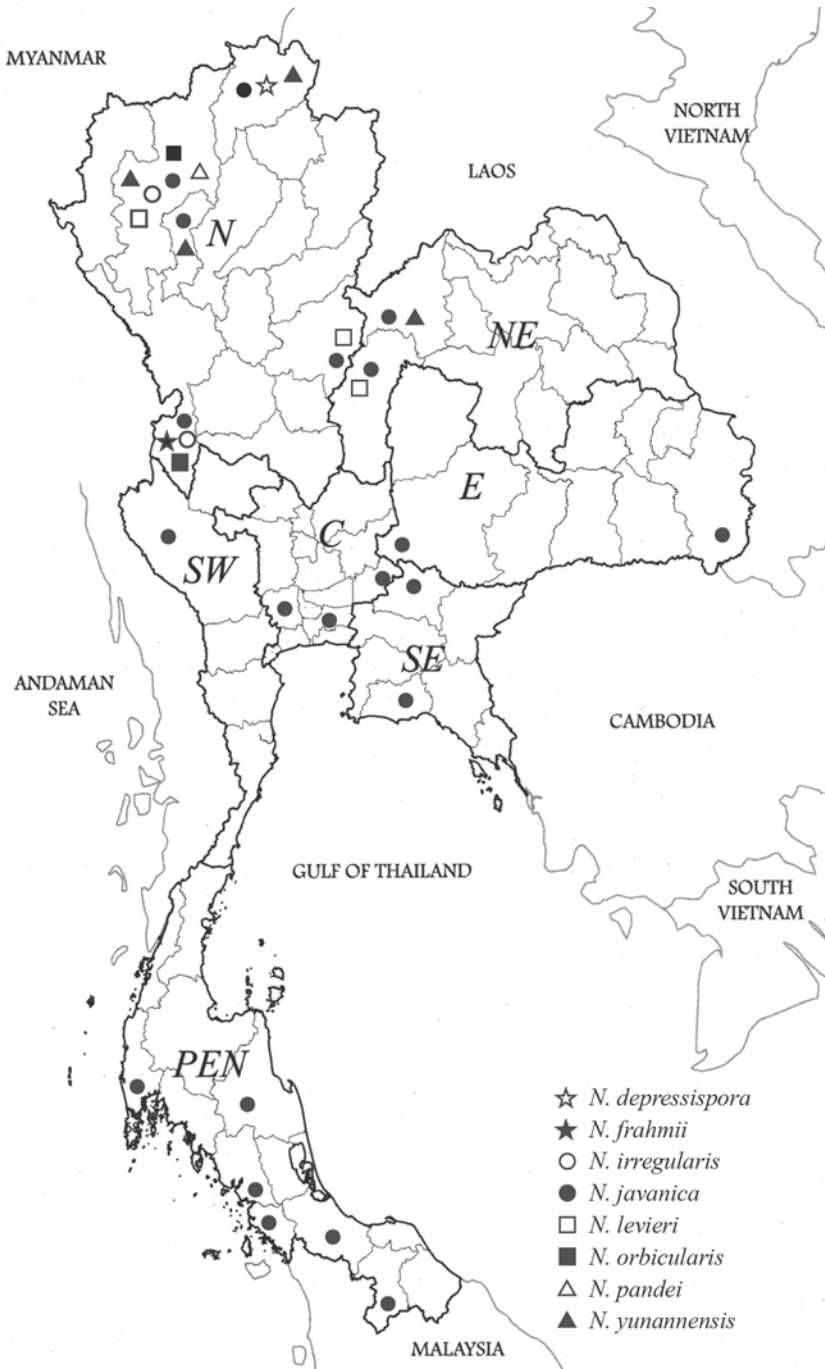 MYANMAR
NORTH
VIETNAM
LAOS
N
NE
E
C
SW
SE
ANDAMAN
SEA
CAMBODIA
GULF OF THAILAND
SOUTH
VIETNAM
PEN
N. depressispora
N. frahmii
N. irregularis
N. javanica
N. levieri
N. orbicularis
N. pandei
N. yunannensis
MALAYSIA